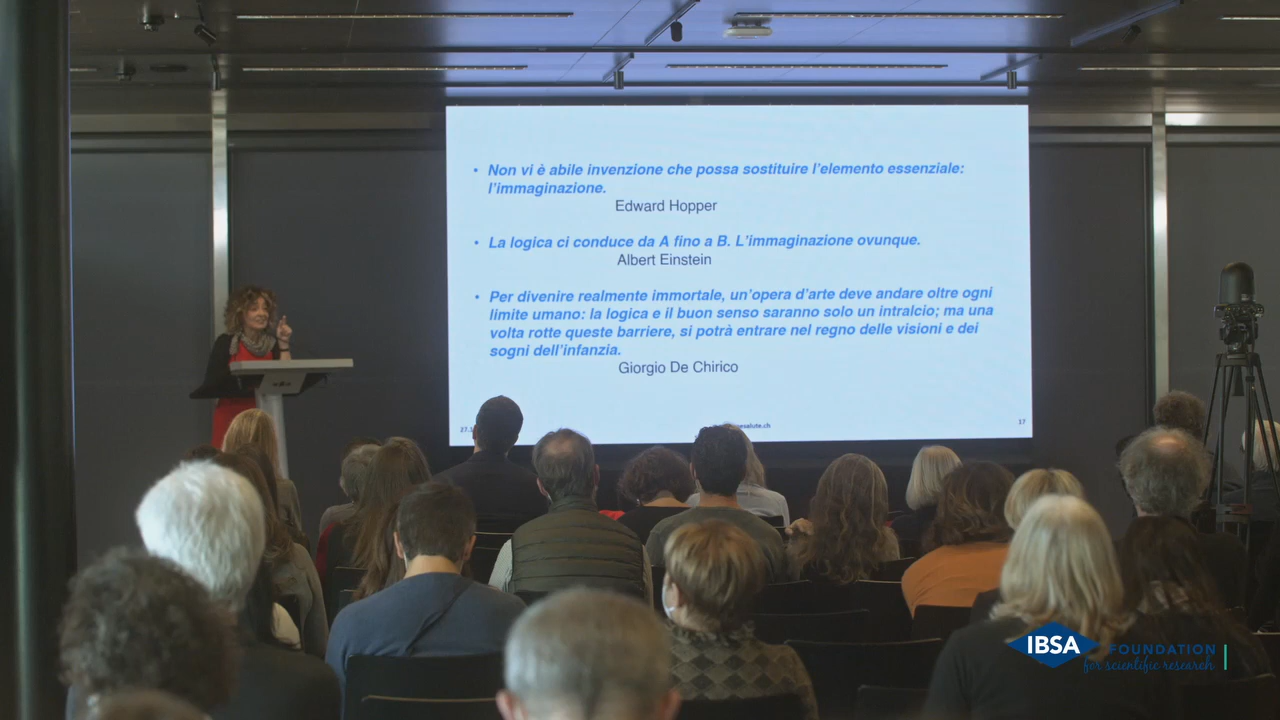 • Non vi è abile invenzione che possa sostituire l'elemento essenziale:
l'immaginazione.
Edward Hopper
• La logica ci conduce da A fino a B. L'immaginazione ovunque.
Albert Einstein
• Per divenire realmente immortale, un'opera d'arte deve andare oltre ogni
limite umano: la logica e il buon senso saranno solo un intralcio; ma una
volta rotte queste barriere, si potrà entrare nel regno delle visioni e dei
sogni dell'infanzia.
Giorgio De Chirico
17
IBSA FOUNDATION
for scientific research